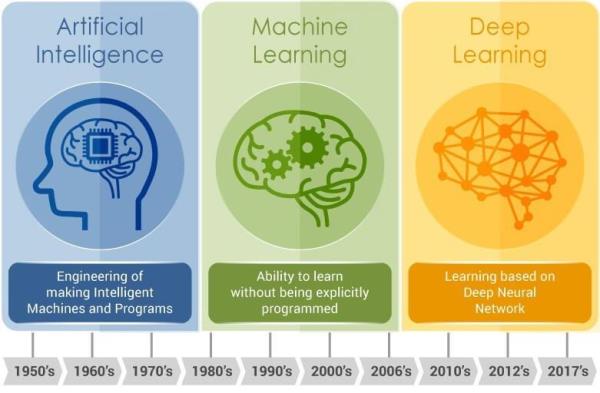 Artificial
Intelligence
Engineering of
making Intelligent
Machines and Programs
Machine
Learning
Ability to learn
without being explicitly
programmed
Deep
Learning
Learning based on
Deep Neural
Network
1950's 1960's 1970's 1980's 1990's 2000's 2006's 2010's 2012's 2017's